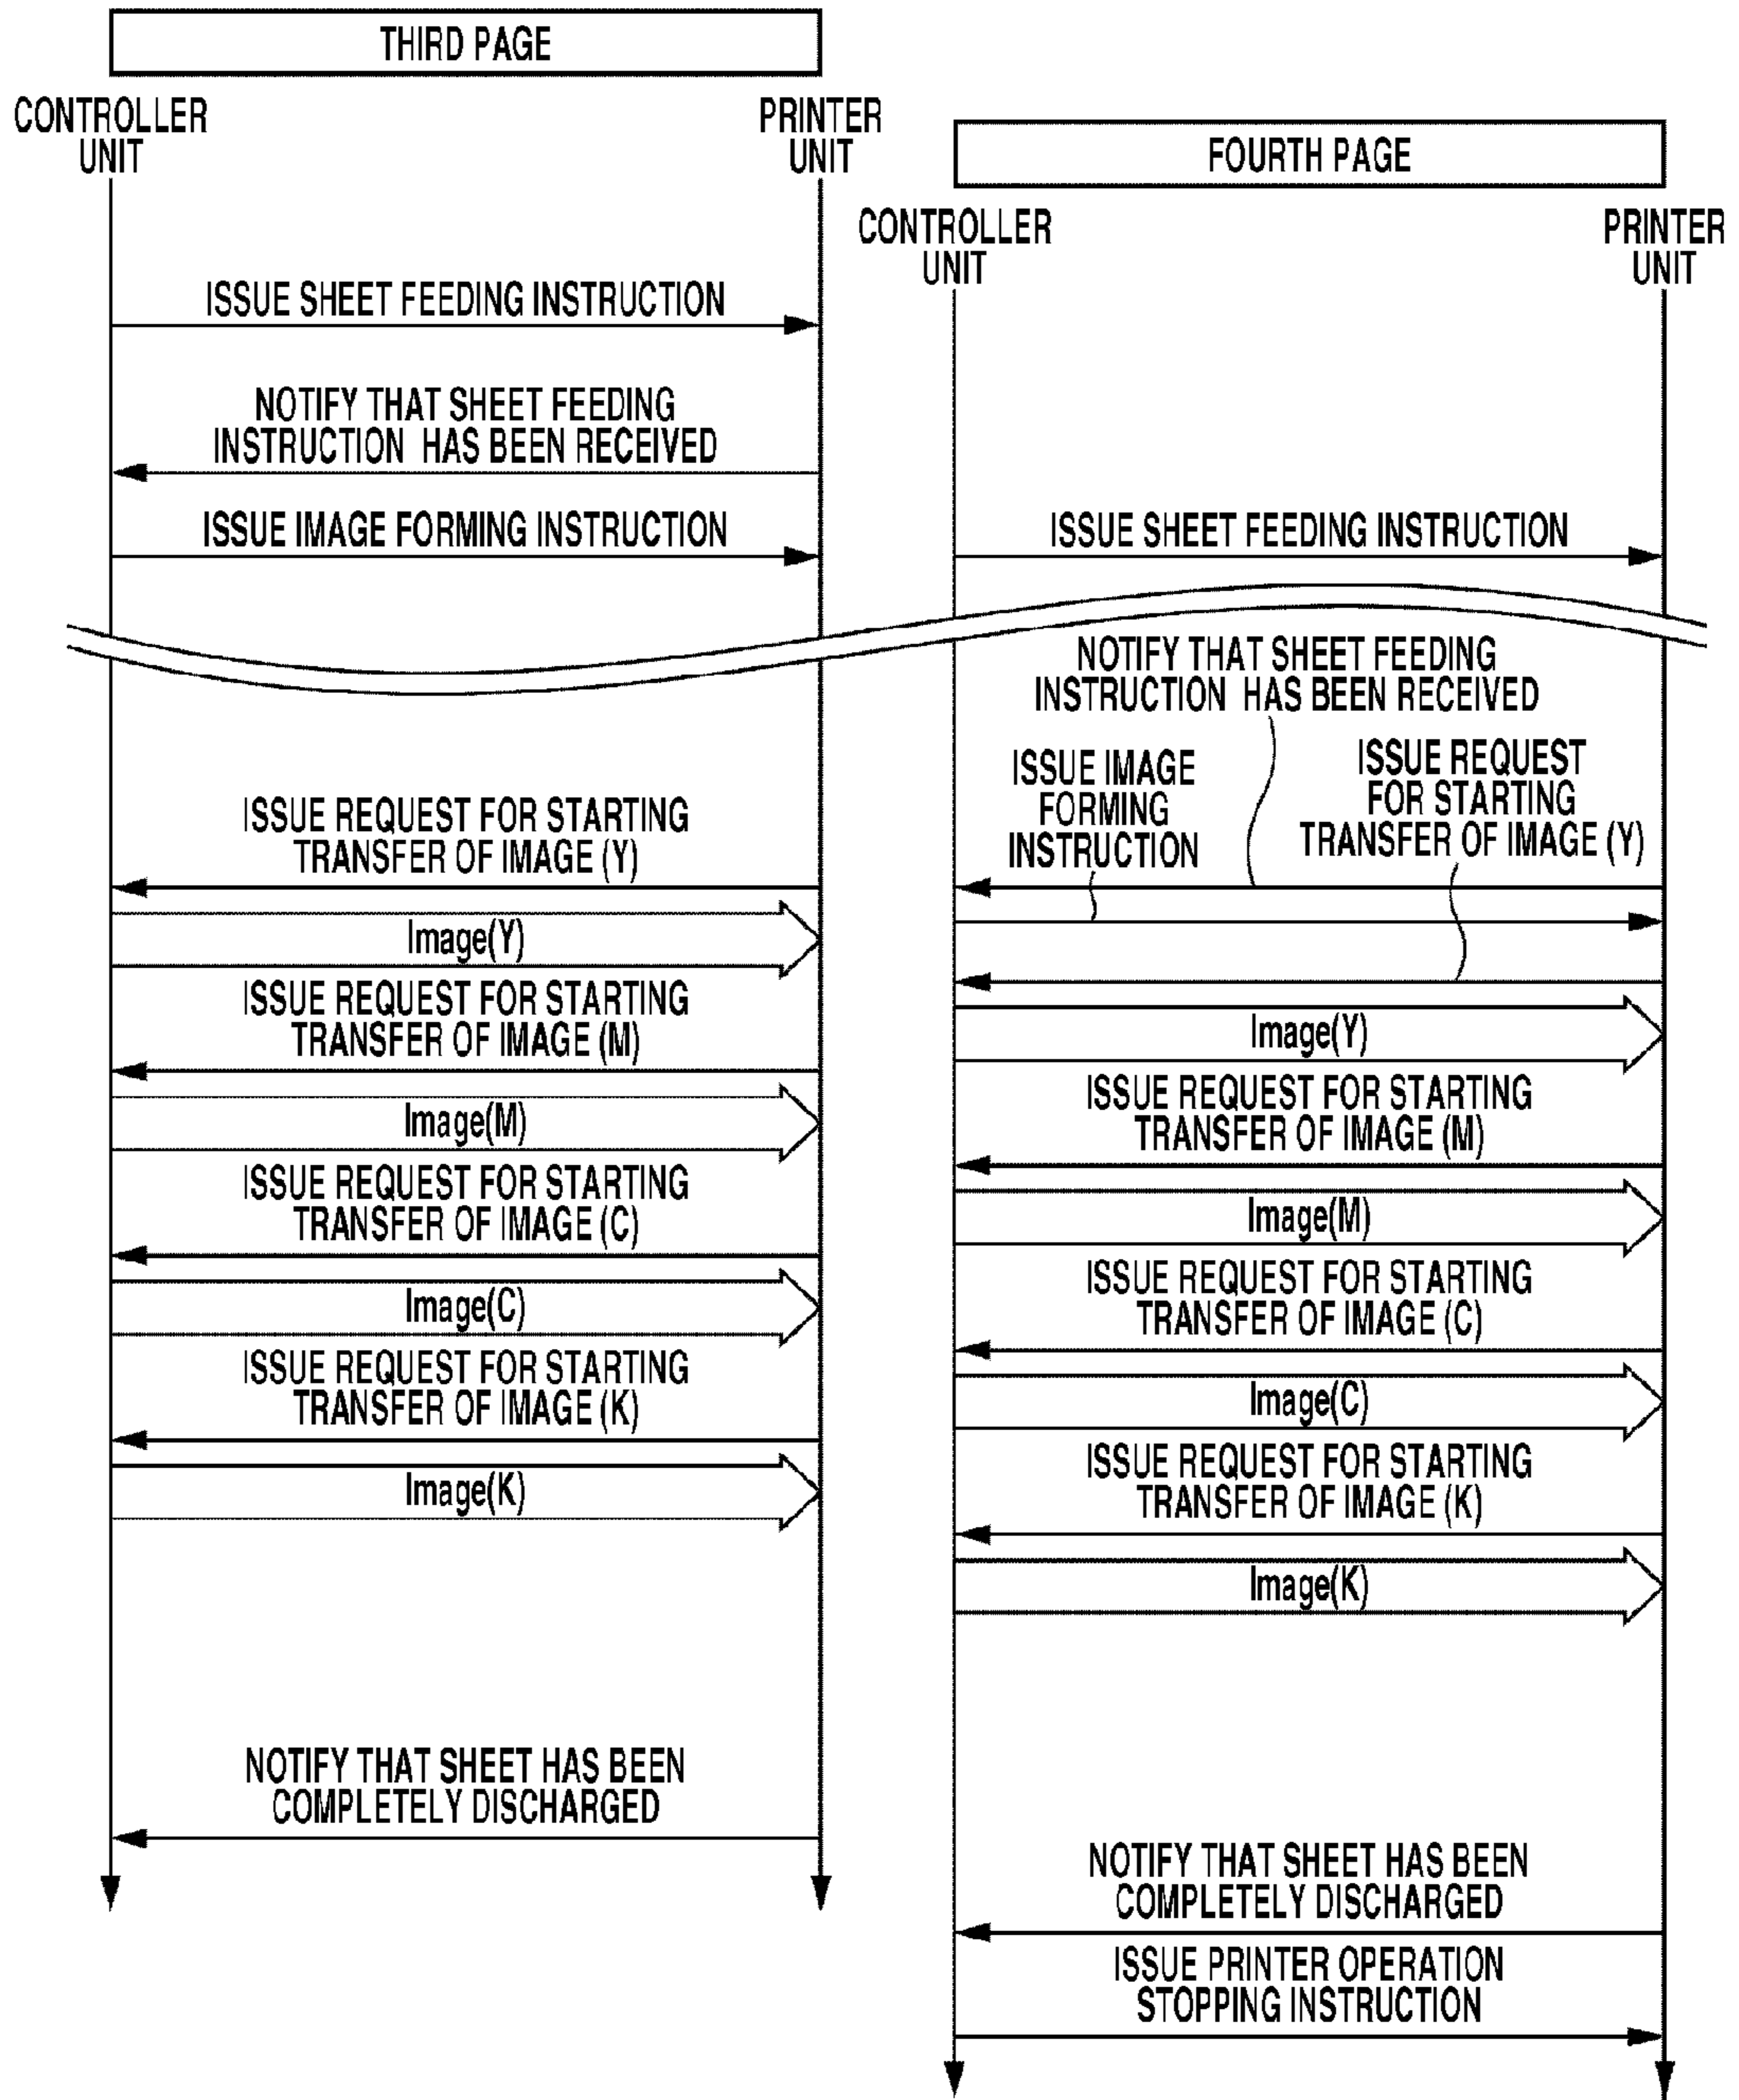 THIRD PAGE
CONTROLLER
UNIT
PRINTER
UNIT
ISSUE SHEET FEEDING INSTRUCTION
NOTIFY THAT SHEET FEEDING
INSTRUCTION HAS BEEN RECEIVED
ISSUE IMAGE FORMING INSTRUCTION
ISSUE REQUEST FOR STARTING
TRANSFER OF IMAGE (Y)
Image(Y)
ISSUE REQUEST FOR STARTING
TRANSFER OF IMAGE (M)
Image(M)
ISSUE REQUEST FOR STARTING
TRANSFER OF IMAGE (C)
Image(C)
ISSUE REQUEST FOR STARTING
TRANSFER OF IMAGE (K)
Image(K)
NOTIFY THAT SHEET HAS BEEN
COMPLETELY DISCHARGED
FOURTH PAGE
CONTROLLER
UNIT
PRINTER
UNIT
ISSUE SHEET FEEDING INSTRUCTION
NOTIFY THAT SHEET FEEDING
INSTRUCTION HAS BEEN RECEIVED
ISSUE IMAGE
FORMING
INSTRUCTION
ISSUE REQUEST
FOR STARTING
TRANSFER OF IMAGE (Y)
Image(Y)
ISSUE REQUEST FOR STARTING
TRANSFER OF IMAGE (M)
Image(M)
ISSUE REQUEST FOR STARTING
TRANSFER OF IMAGE (C)
Image(C)
ISSUE REQUEST FOR STARTING
TRANSFER OF IMAGE (K)
Image(K)
NOTIFY THAT SHEET HAS BEEN
COMPLETELY DISCHARGED
ISSUE PRINTER OPERATION
STOPPING INSTRUCTION